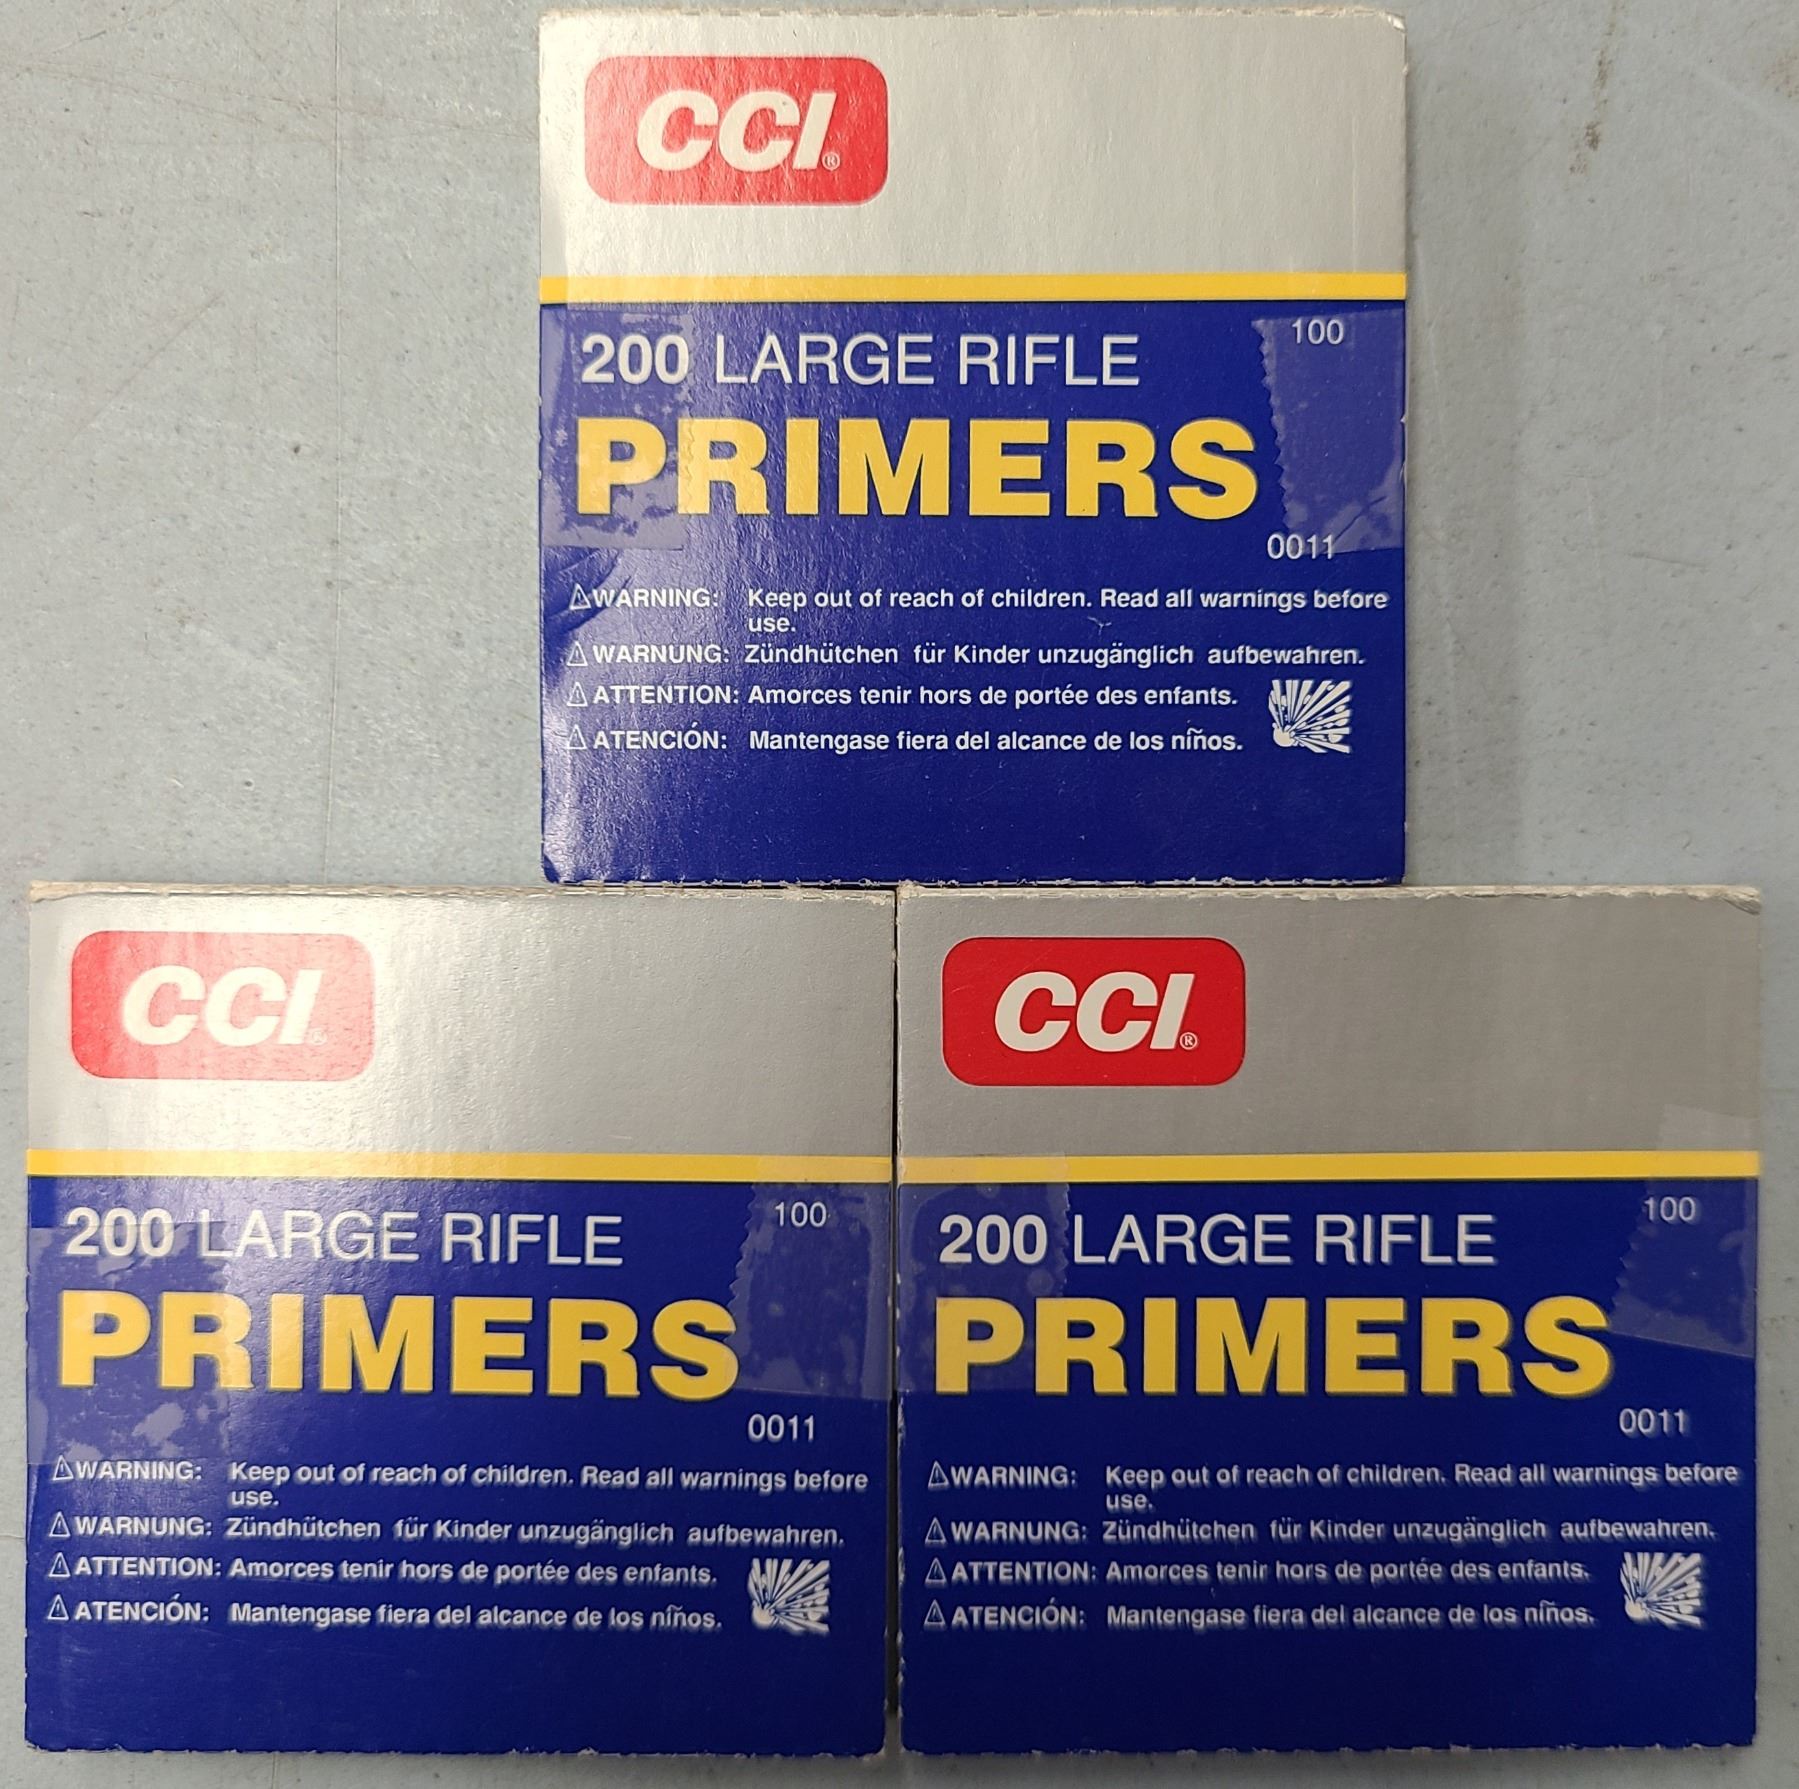 CCI®
200 LARGE RIFLE 100
PRIMERS
0011
⚠WARNING: Keep out of reach of children. Read all warnings before
use.
⚠ WARNUNG: Zündhütchen für Kinder unzugänglich aufbewahren.
⚠ ATTENTION: Amorces tenir hors de portée des enfants.
⚠ ATENCIÓN: Mantengase fiera del alcance de los niños.
CCI®
200 LARGE RIFLE 100
PRIMERS
0011
⚠WARNING: Keep out of reach of children. Read all warnings before
use.
⚠ WARNUNG: Zündhütchen für Kinder unzugänglich aufbewahren.
⚠ ATTENTION: Amorces tenir hors de portée des enfants.
⚠ ATENCIÓN: Mantengase fiera del alcance de los niños.
CCI®
200 LARGE RIFLE 100
PRIMERS
0011
⚠WARNING: Keep out of reach of children. Read all warnings before
use.
⚠ WARNUNG: Zündhütchen für Kinder unzugänglich aufbewahren.
⚠ ATTENTION: Amorces tenir hors de portée des enfants.
⚠ ATENCIÓN: Mantengase fiera del alcance de los niños.